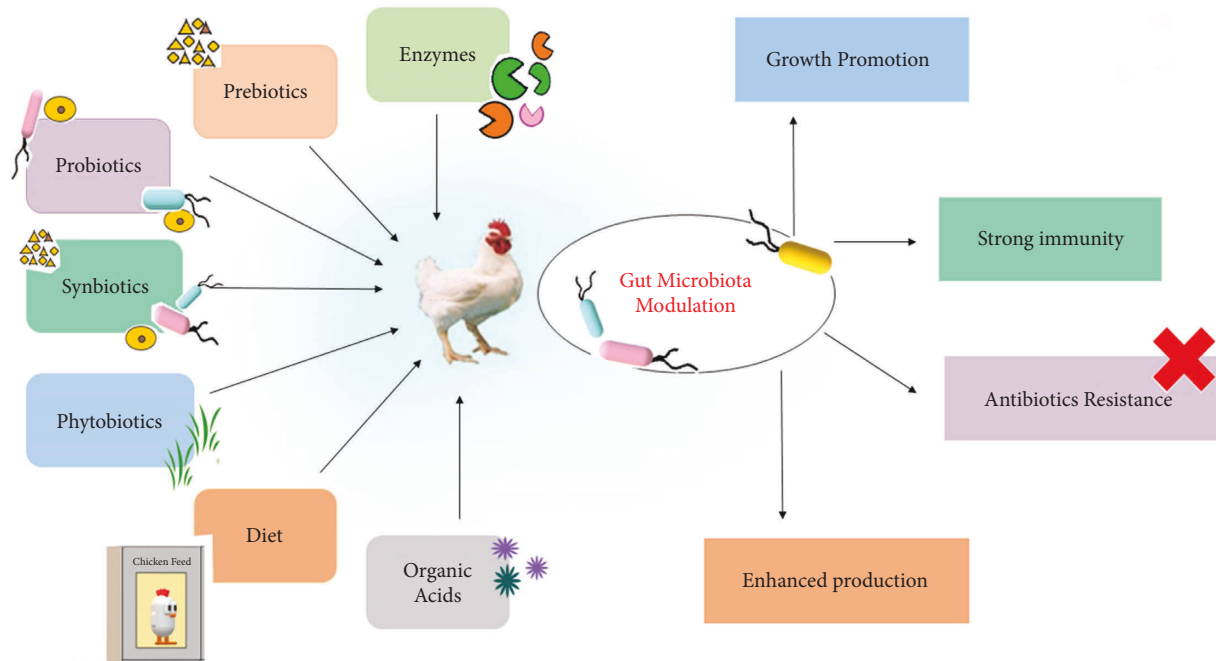 Enzymes
Prebiotics
Probiotics
Synbiotics
Phytobiotics
Diet
Chicken Feed
Organic
Acids
Gut Microbiota
Modulation
Growth Promotion
Strong immunity
Antibiotics Resistance
Enhanced production